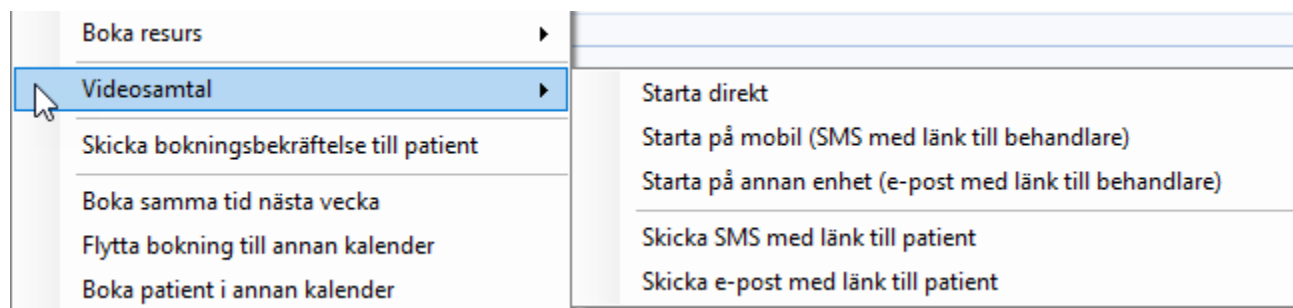 Boka resurs
Videosamtal
Skicka bokningsbekräftelse till patient
Boka samma tid nästa vecka
Flytta bokning till annan kalender
Boka patient i annan kalender
Starta direkt
Starta på mobil (SMS med länk till behandlare)
Starta på annan enhet (e-post med länk till behandlare)
Skicka SMS med länk till patient
Skicka e-post med länk till patient